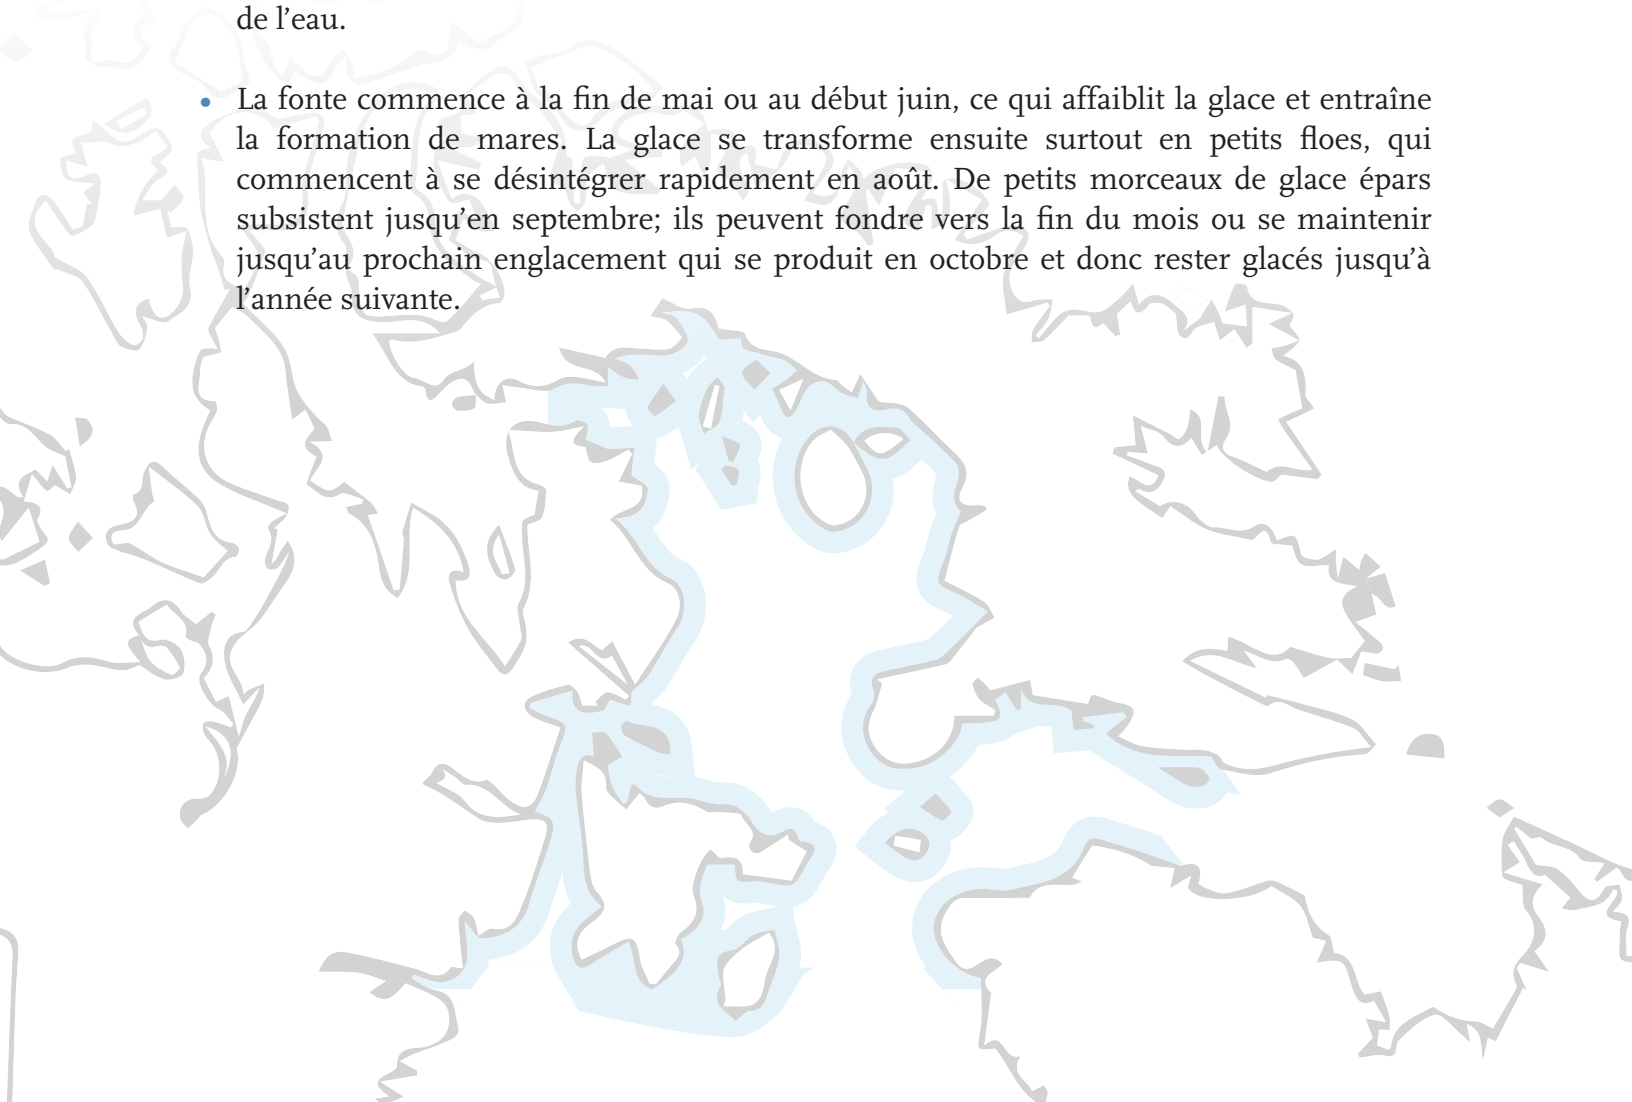 de l'eau.
• La fonte commence à la fin de mai ou au début juin, ce qui affaiblit la glace et entraîne
la formation de mares. La glace se transforme ensuite surtout en petits floes, qui
commencent à se désintégrer rapidement en août. De petits morceaux de glace épars
subsistent jusqu'en septembre; ils peuvent fondre vers la fin du mois ou se maintenir
jusqu'au prochain englacement qui se produit en octobre et donc rester glacés jusqu'à
l'année suivante.